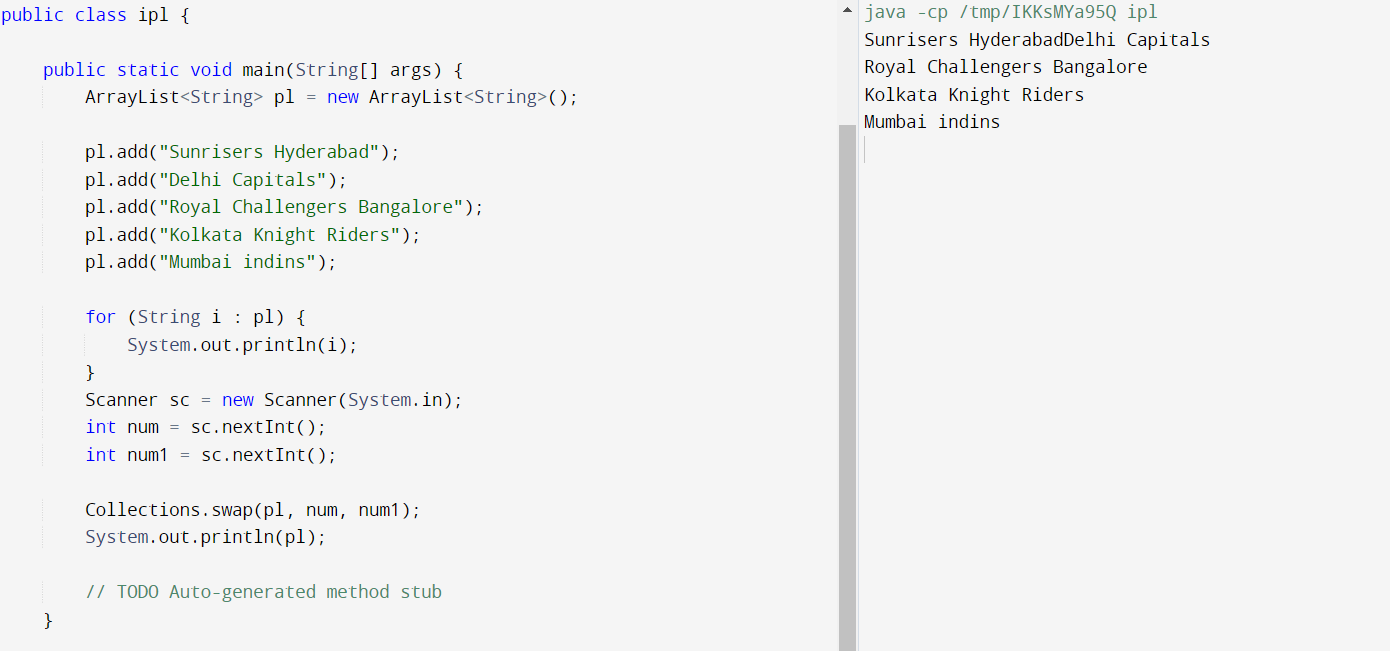 public class ipl {
public static void main(String[] args) {
ArrayList<String> pl = new ArrayList<String>();
pl.add("Sunrisers Hyderabad");
pl.add("Delhi Capitals");
pl.add("Royal Challengers Bangalore");
pl.add("Kolkata Knight Riders");
pl.add("Mumbai indins");
for (String i : pl) {
System.out.println(i);
}
Scanner sc = new Scanner(System.in);
int num = sc.nextInt();
int num1 = sc.nextInt();
Collections.swap(pl, num, num1);
System.out.println(pl);
// TODO Auto-generated method stub
}
java -cp /tmp/IKKsMYa95Q ipl
Sunrisers HyderabadDelhi Capitals
Royal Challengers Bangalore
Kolkata Knight Riders
Mumbai indins